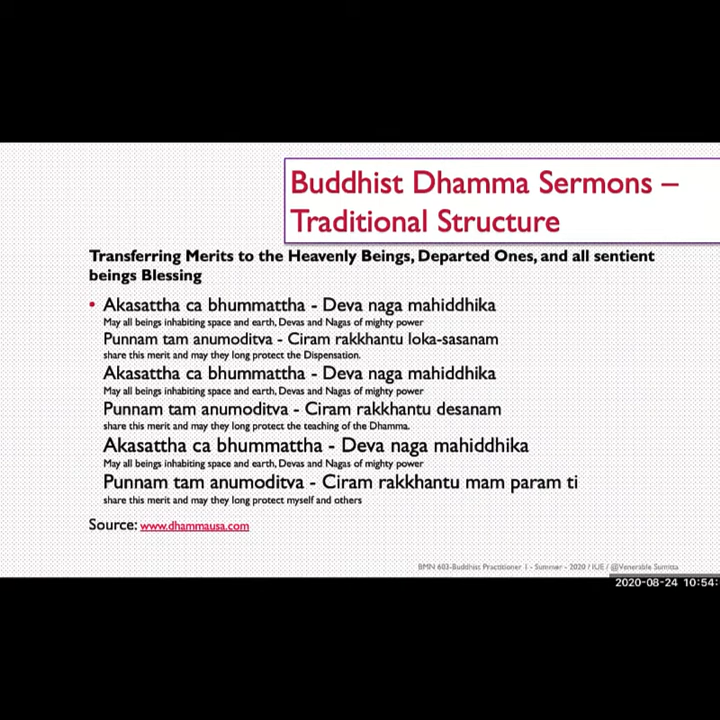 Buddhist Dhamma Sermons –
Traditional Structure
Transferring Merits to the Heavenly Beings, Departed Ones, and all sentient
beings Blessing
• Akasattha ca bhummattha - Deva naga mahiddhika
May all beings inhabiting space and earth, Devas and Nagas of mighty power
Punnam tam anumoditva - Ciram rakkhantu loka-sasanam
share this merit and may they long protect the Dispensation.
Akasattha ca bhummattha - Deva naga mahiddhika
May all beings inhabiting space and earth, Devas and Nagas of mighty power
Punnam tam anumoditva - Ciram rakkhantu desanam
share this merit and may they long protect the teaching of the Dhamma.
Akasattha ca bhummattha - Deva naga mahiddhika
May all beings inhabiting space and earth, Devas and Nagas of mighty power
Punnam tam anumoditva - Ciram rakkhantu mam param ti
share this merit and may they long protect myself and others
Source: www.dhammausa.com
BMN 603-Buddhist Practitioner 1 - Summer - 2020 / IUE / @Venerable Sumitta
2020-08-24 10:54: